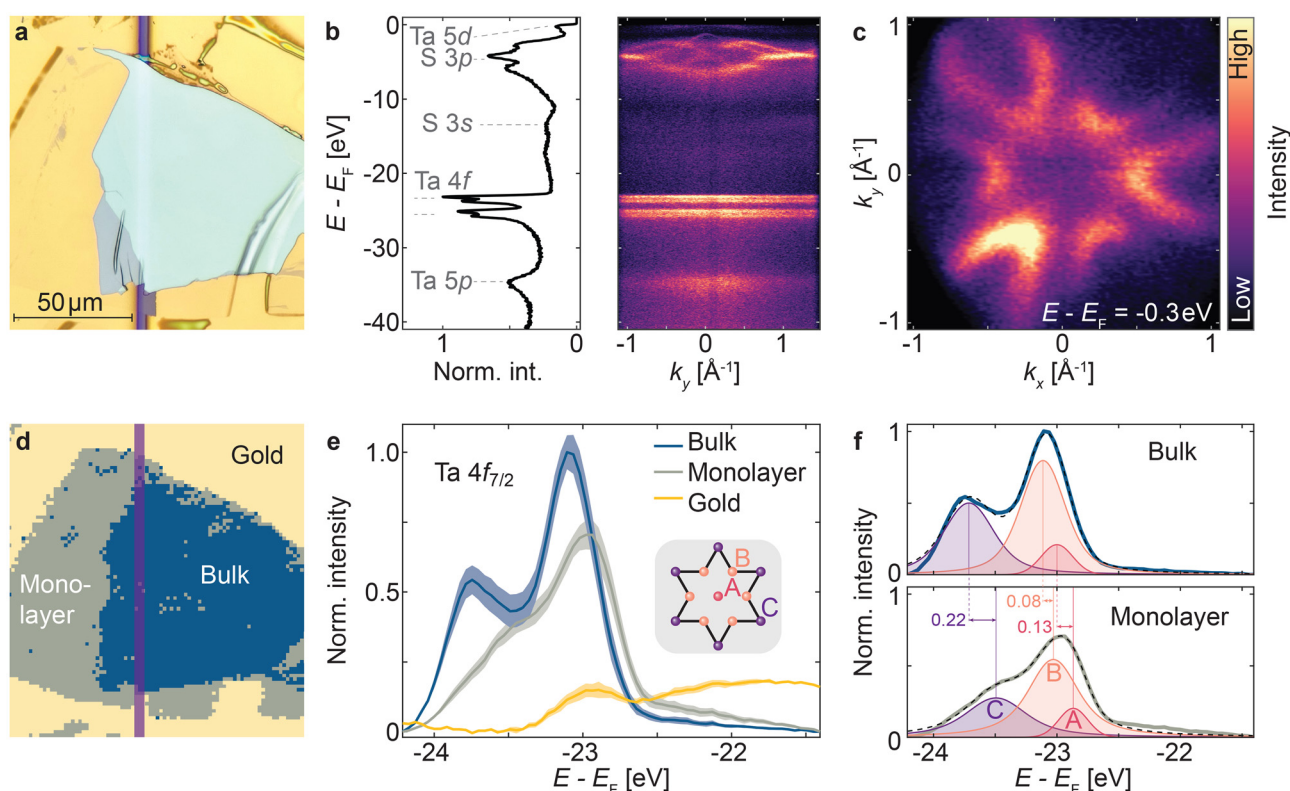 a
50 µm
b
0
-10
-20
-30
-40
E - E_F [eV]
Ta 5d
S 3p
S 3s
Ta 4f
Ta 5p
1
0
Norm. int.
-1
0
1
k_y [Å⁻¹]
c
1
0
-1
k_y [Å⁻¹]
E - E_F = -0.3 eV
-1
0
1
k_x [Å⁻¹]
High
Low
Intensity
d
Gold
Mono-
layer
Bulk
e
1.0
0.5
0
Norm. intensity
Ta 4f₇/₂
Bulk
Monolayer
Gold
B
A
C
-24
-23
-22
E - E_F [eV]
f
Bulk
1
0
Norm. intensity
1
0
0.22
0.08
0.13
Monolayer
C
B
A
-24
-23
-22
E - E_F [eV]